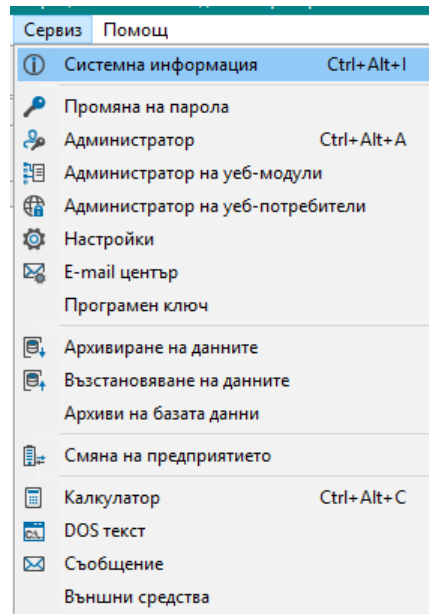 Сервиз Помощ
Системна информация Ctrl+Alt+I
Промяна на парола
Администратор Ctrl+Alt+A
Администратор на уеб-модули
Администратор на уеб-потребители
Настройки
E-mail център
Програмен ключ
Архивиране на данните
Възстановяване на данните
Архиви на базата данни
Смяна на предприятието
Калкулатор Ctrl+Alt+C
DOS текст
Съобщение
Външни средства